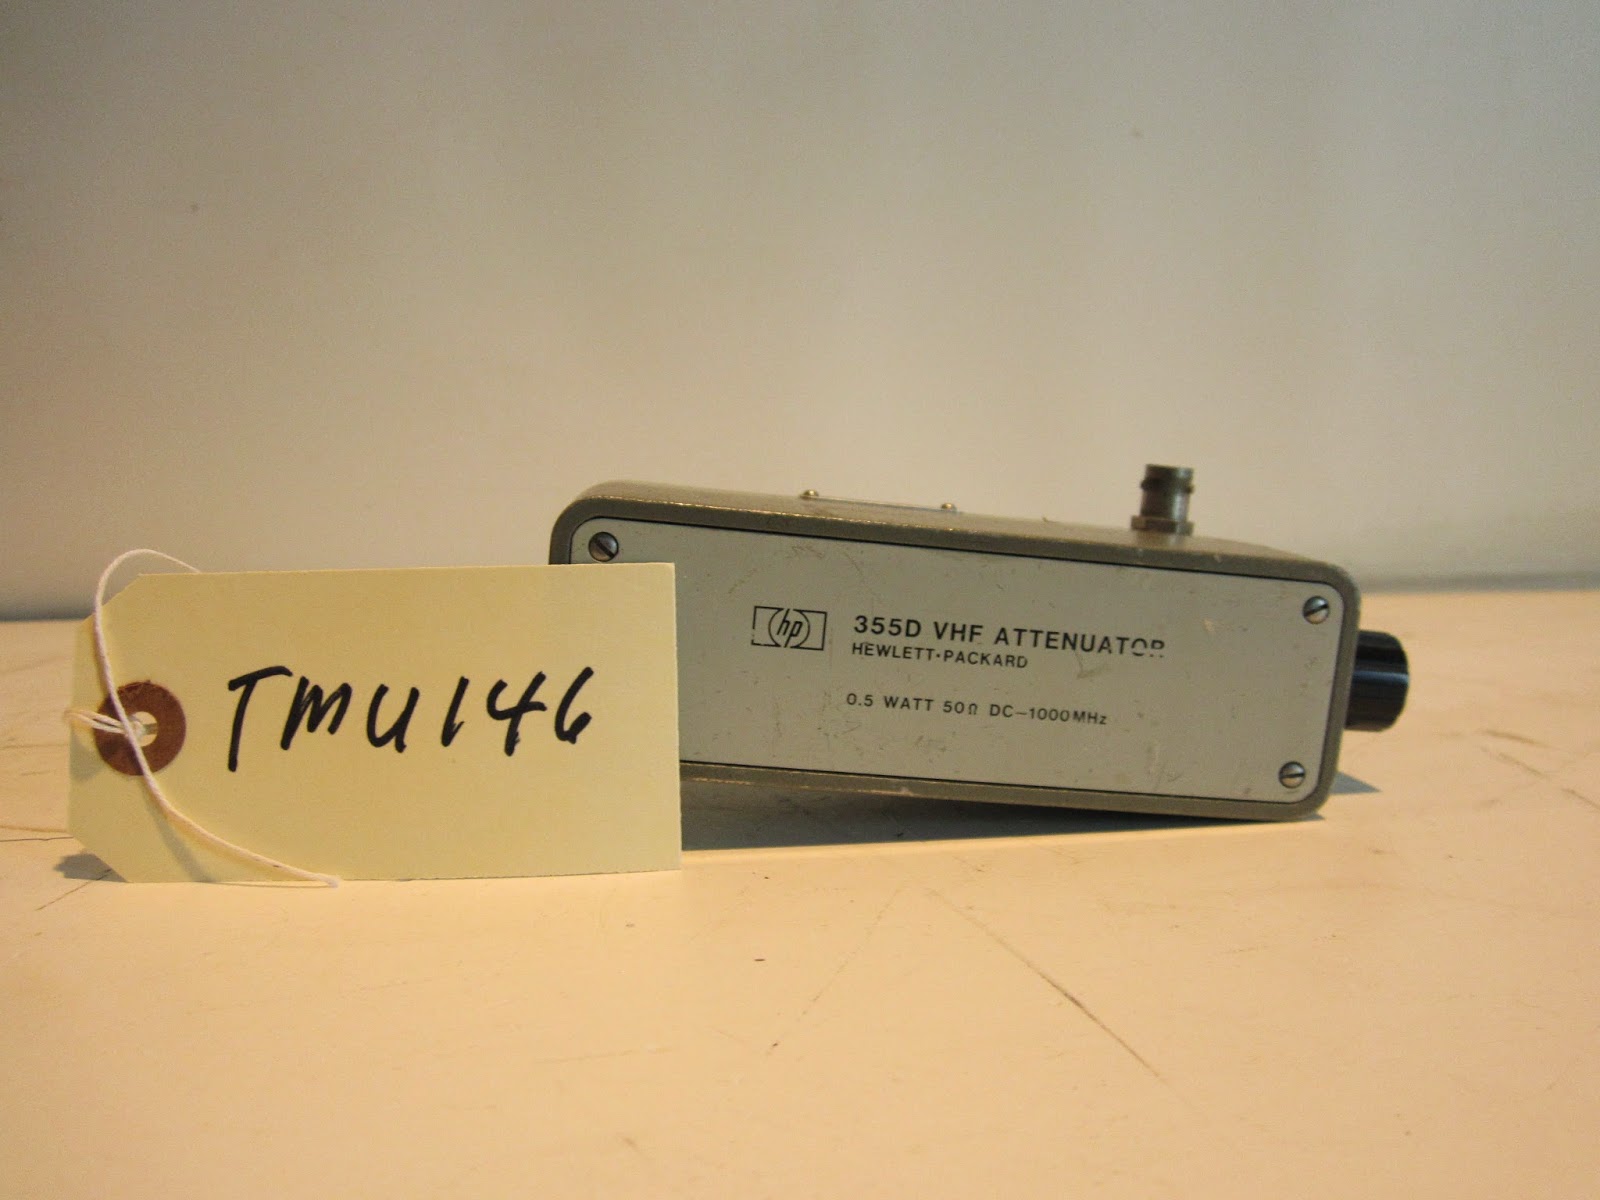 TMU146
hp
355D VHF ATTENUATOR
HEWLETT·PACKARD
0.5 WATT 50Ω DC–1000MHz